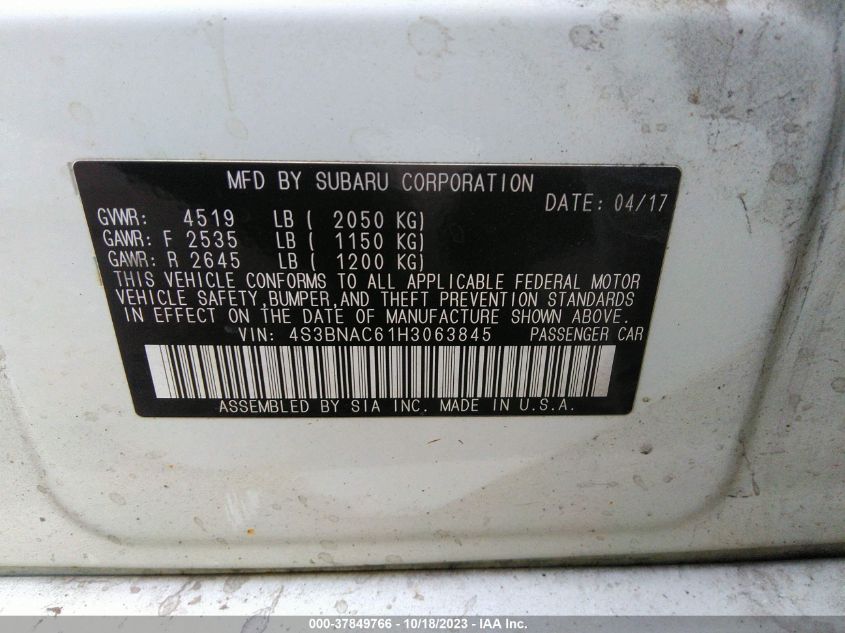 MFD BY SUBARU CORPORATION
DATE: 04/17
GVWR: 4519 LB ( 2050 KG)
GAWR: F 2535 LB ( 1150 KG)
GAWR: R 2645 LB ( 1200 KG)
THIS VEHICLE CONFORMS TO ALL APPLICABLE FEDERAL MOTOR
VEHICLE SAFETY,BUMPER,AND THEFT PREVENTION STANDARDS
IN EFFECT ON THE DATE OF MANUFACTURE SHOWN ABOVE.
VIN: 4S3BNAC61H3063845 PASSENGER CAR
ASSEMBLED BY SIA INC. MADE IN U.S.A.
000-37849766 - 10/18/2023 - IAA Inc.